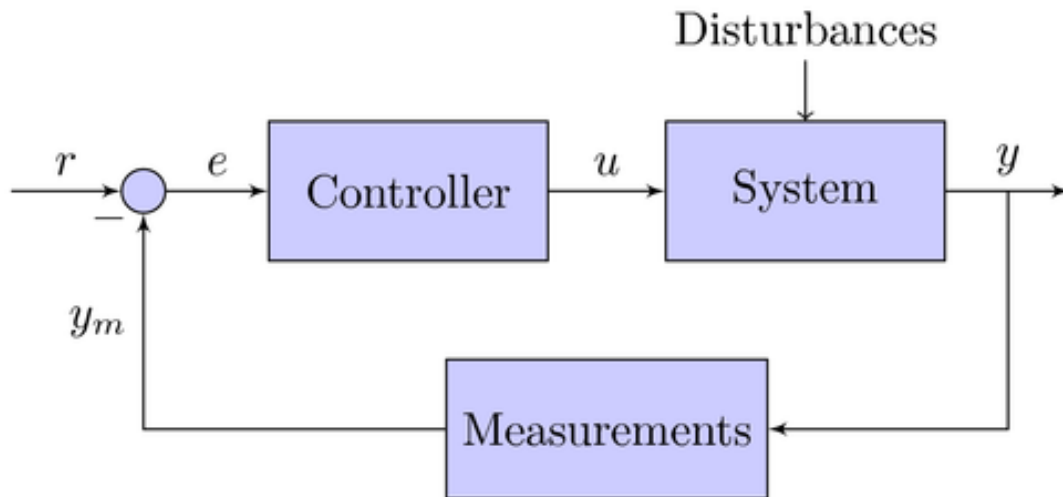 Disturbances
r
e
Controller
u
System
y
−
y_m
Measurements